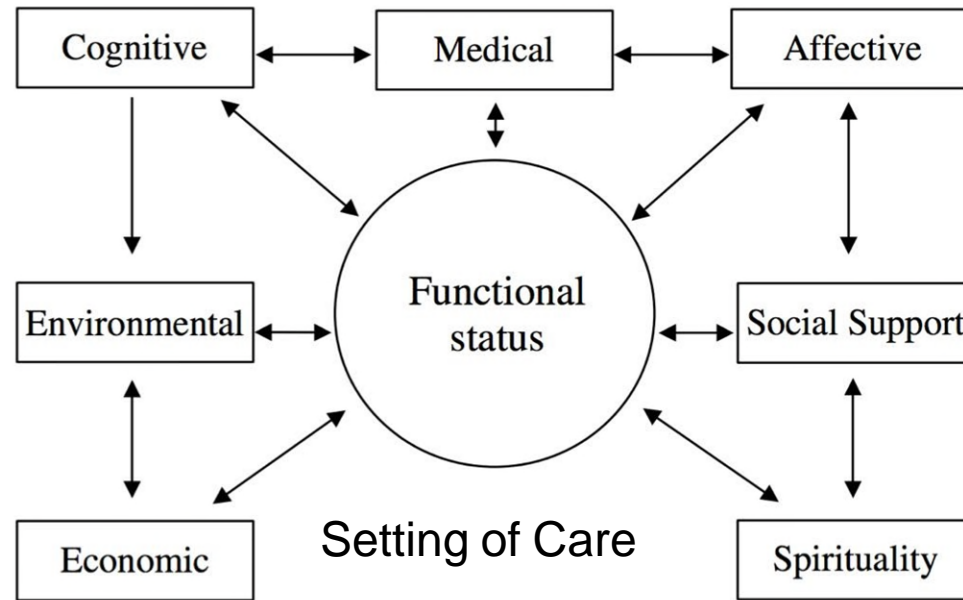 Cognitive
Medical
Affective
Functional
status
Environmental
Social Support
Economic
Setting of Care
Spirituality